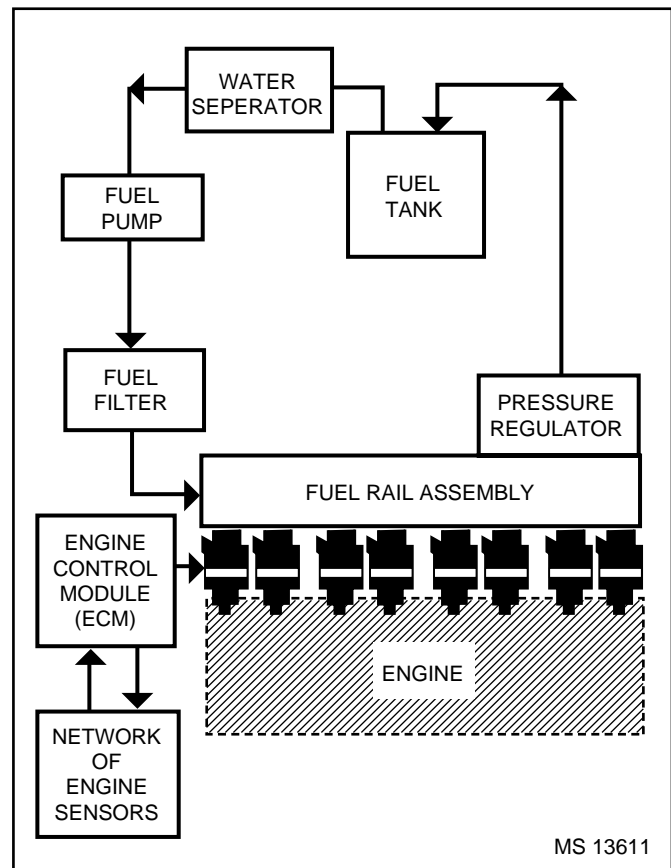 WATER
SEPERATOR
FUEL
TANK
FUEL
PUMP
FUEL
FILTER
PRESSURE
REGULATOR
FUEL RAIL ASSEMBLY
ENGINE
CONTROL
MODULE
(ECM)
ENGINE
NETWORK
OF
ENGINE
SENSORS
MS 13611